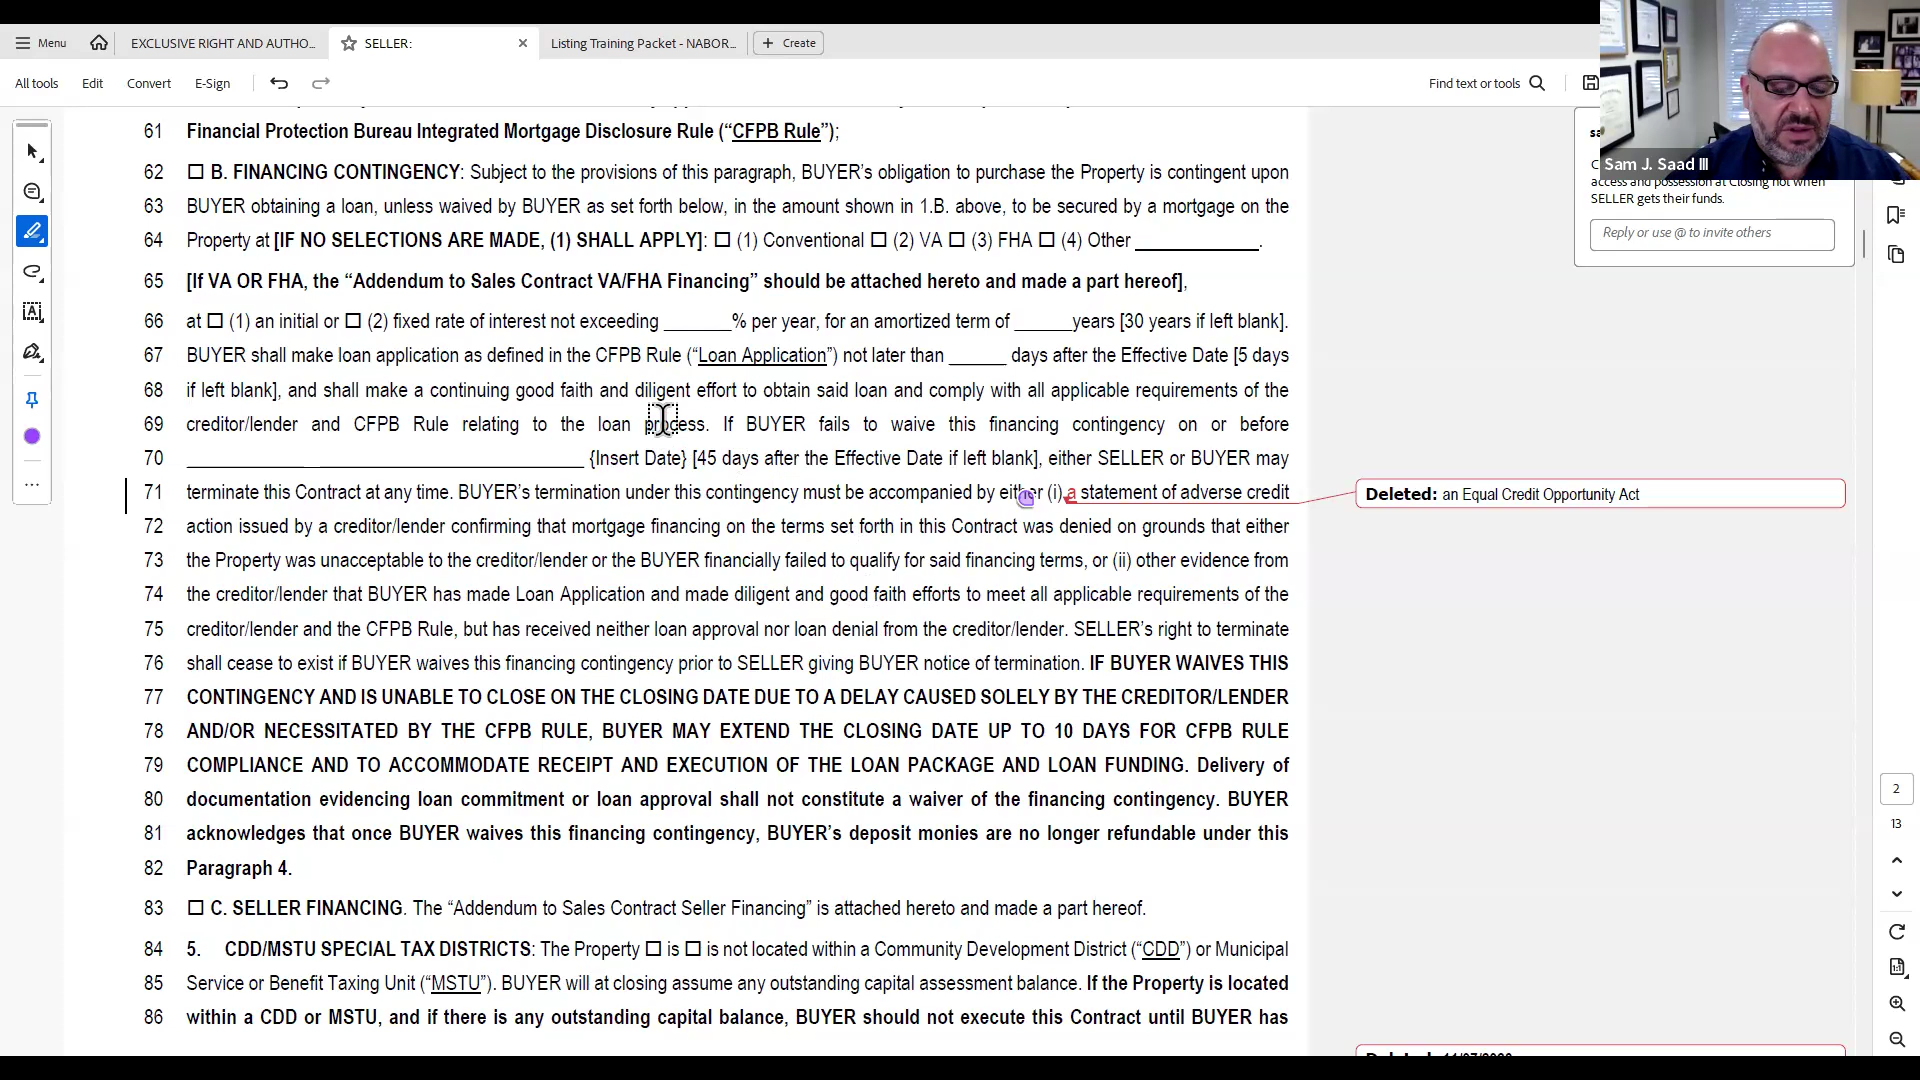 Menu
EXCLUSIVE RIGHT AND AUTHO...
SELLER:
Listing Training Packet - NABOR...
Create
All tools
Edit
Convert
E-Sign
Find text or tools
Sam J. Saad III
access and possession at Closing not when
SELLER gets their funds.
Reply or use @ to invite others
61 Financial Protection Bureau Integrated Mortgage Disclosure Rule (“CFPB Rule”);
62 ☐ B. FINANCING CONTINGENCY: Subject to the provisions of this paragraph, BUYER’s obligation to purchase the Property is contingent upon
63 BUYER obtaining a loan, unless waived by BUYER as set forth below, in the amount shown in 1.B. above, to be secured by a mortgage on the
64 Property at [IF NO SELECTIONS ARE MADE, (1) SHALL APPLY]: ☐ (1) Conventional ☐ (2) VA ☐ (3) FHA ☐ (4) Other ____________.
65 [If VA OR FHA, the “Addendum to Sales Contract VA/FHA Financing” should be attached hereto and made a part hereof],
66 at ☐ (1) an initial or ☐ (2) fixed rate of interest not exceeding _______% per year, for an amortized term of ______years [30 years if left blank].
67 BUYER shall make loan application as defined in the CFPB Rule (“Loan Application”) not later than ______ days after the Effective Date [5 days
68 if left blank], and shall make a continuing good faith and diligent effort to obtain said loan and comply with all applicable requirements of the
69 creditor/lender and CFPB Rule relating to the loan process. If BUYER fails to waive this financing contingency on or before
70 ________________________________________ {Insert Date} [45 days after the Effective Date if left blank], either SELLER or BUYER may
71 terminate this Contract at any time. BUYER’s termination under this contingency must be accompanied by either (i) a statement of adverse credit
Deleted: an Equal Credit Opportunity Act
72 action issued by a creditor/lender confirming that mortgage financing on the terms set forth in this Contract was denied on grounds that either
73 the Property was unacceptable to the creditor/lender or the BUYER financially failed to qualify for said financing terms, or (ii) other evidence from
74 the creditor/lender that BUYER has made Loan Application and made diligent and good faith efforts to meet all applicable requirements of the
75 creditor/lender and the CFPB Rule, but has received neither loan approval nor loan denial from the creditor/lender. SELLER’s right to terminate
76 shall cease to exist if BUYER waives this financing contingency prior to SELLER giving BUYER notice of termination. IF BUYER WAIVES THIS
77 CONTINGENCY AND IS UNABLE TO CLOSE ON THE CLOSING DATE DUE TO A DELAY CAUSED SOLELY BY THE CREDITOR/LENDER
78 AND/OR NECESSITATED BY THE CFPB RULE, BUYER MAY EXTEND THE CLOSING DATE UP TO 10 DAYS FOR CFPB RULE
79 COMPLIANCE AND TO ACCOMMODATE RECEIPT AND EXECUTION OF THE LOAN PACKAGE AND LOAN FUNDING. Delivery of
80 documentation evidencing loan commitment or loan approval shall not constitute a waiver of the financing contingency. BUYER
81 acknowledges that once BUYER waives this financing contingency, BUYER’s deposit monies are no longer refundable under this
82 Paragraph 4.
83 ☐ C. SELLER FINANCING. The “Addendum to Sales Contract Seller Financing” is attached hereto and made a part hereof.
84 5. CDD/MSTU SPECIAL TAX DISTRICTS: The Property ☐ is ☐ is not located within a Community Development District (“CDD”) or Municipal
85 Service or Benefit Taxing Unit (“MSTU”). BUYER will at closing assume any outstanding capital assessment balance. If the Property is located
86 within a CDD or MSTU, and if there is any outstanding capital balance, BUYER should not execute this Contract until BUYER has
2
13